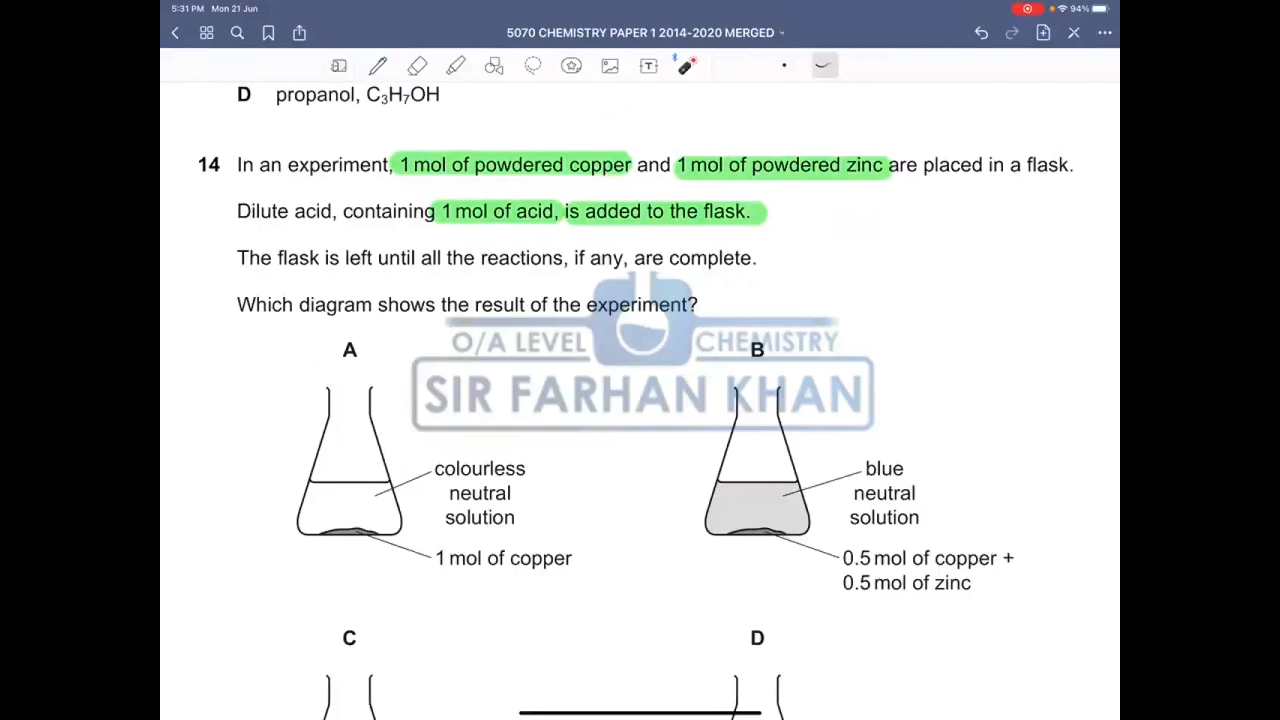 5:31 PM Mon 21 Jun
94%
5070 CHEMISTRY PAPER 1 2014-2020 MERGED
D propanol, C₃H₇OH
14 In an experiment, 1 mol of powdered copper and 1 mol of powdered zinc are placed in a flask.
Dilute acid, containing 1 mol of acid, is added to the flask.
The flask is left until all the reactions, if any, are complete.
Which diagram shows the result of the experiment?
O/A LEVEL CHEMISTRY
SIR FARHAN KHAN
A
colourless
neutral
solution
1 mol of copper
B
blue
neutral
solution
0.5 mol of copper +
0.5 mol of zinc
C
D